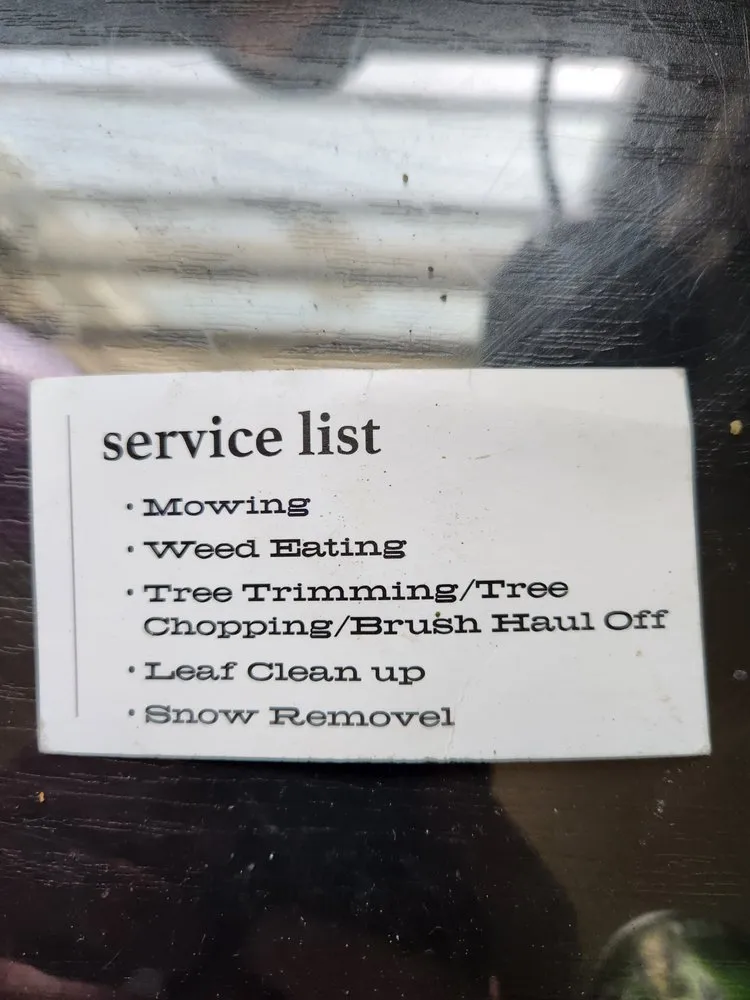 service list
· Mowing
· Weed Eating
· Tree Trimming/Tree
Chopping/Brush Haul Off
· Leaf Clean up
· Snow Removel